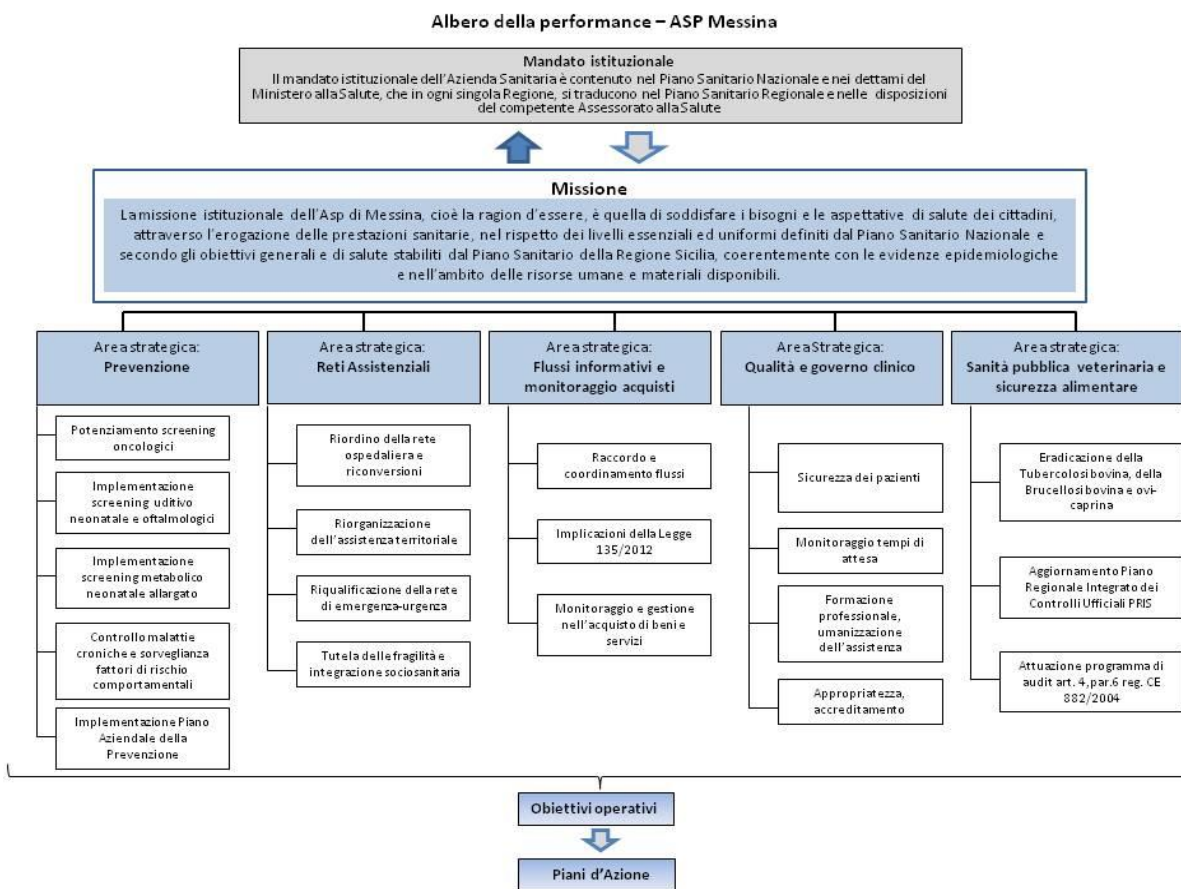 Albero della performance – ASP Messina
Mandato istituzionale
Il mandato istituzionale dell'Azienda Sanitaria è contenuto nel Piano Sanitario Nazionale e nei dettami del
Ministero alla Salute, che in ogni singola Regione, si traducono nel Piano Sanitario Regionale e nelle disposizioni
del competente Assessorato alla Salute
Missione
La missione istituzionale dell'Asp di Messina, cioè la ragion d'essere, è quella di soddisfare i bisogni e le aspettative di salute dei cittadini,
attraverso l'erogazione delle prestazioni sanitarie, nel rispetto dei livelli essenziali ed uniformi definiti dal Piano Sanitario Nazionale e
secondo gli obiettivi generali e di salute stabiliti dal Piano Sanitario della Regione Sicilia, coerentemente con le evidenze epidemiologiche
e nell'ambito delle risorse umane e materiali disponibili.
Area strategica:
Prevenzione
Potenziamento screening
oncologici
Implementazione
screening uditivo
neonatale e oftalmologici
Implementazione
screening metabolico
neonatale allargato
Controllo malattie
croniche e sorveglianza
fattori di rischio
comportamentali
Implementazione Piano
Aziendale della
Prevenzione
Area strategica:
Reti Assistenziali
Riordino della rete
ospedaliera e
riconversioni
Riorganizzazione
dell'assistenza territoriale
Riqualificazione della rete
di emergenza-urgenza
Tutela delle fragilità e
integrazione sociosanitaria
Area strategica:
Flussi informativi e
monitoraggio acquisti
Raccordo e
coordinamento flussi
Implicazioni della Legge
135/2012
Monitoraggio e gestione
nell'acquisto di beni e
servizi
Area Strategica:
Qualità e governo clinico
Sicurezza dei pazienti
Monitoraggio tempi di
attesa
Formazione
professionale,
umanizzazione
dell'assistenza
Appropriatezza,
accreditamento
Area strategica:
Sanità pubblica veterinaria e
sicurezza alimentare
Eradicazione della
Tubercolosi bovina, della
Brucellosi bovina e ovi-
caprina
Aggiornamento Piano
Regionale Integrato dei
Controlli Ufficiali PRIS
Attuazione programma di
audit art. 4, par.6 reg. CE
882/2004
Obiettivi operativi
Piani d'Azione